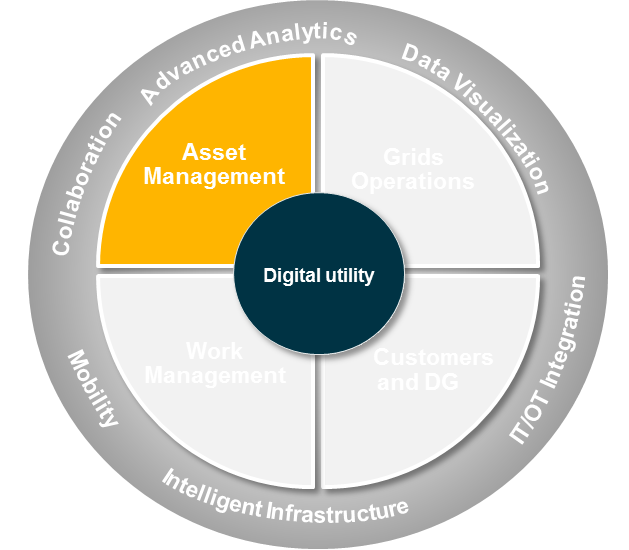 Advanced Analytics
Data Visualization
Collaboration
Asset
Management
Grids
Operations
Digital utility
Work
Management
Customers
and DG
Mobility
IT/OT Integration
Intelligent Infrastructure